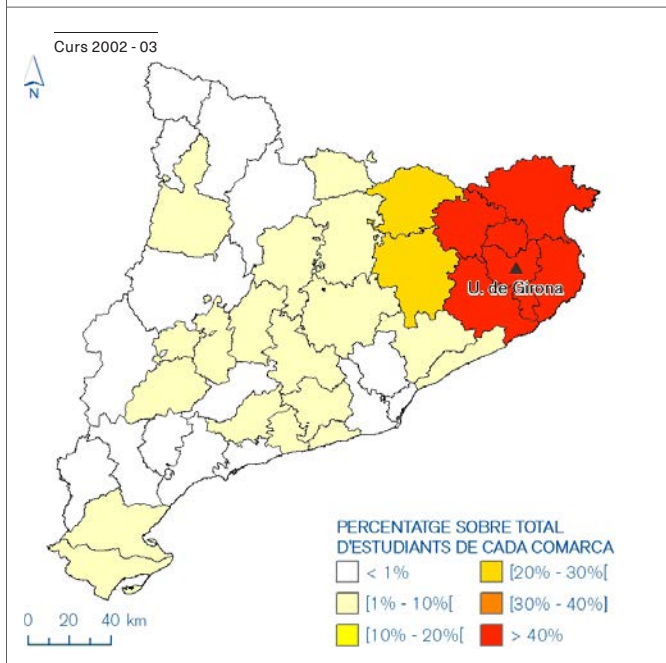 Curs 2002 - 03
N
U. de Girona
PERCENTATGE SOBRE TOTAL
D'ESTUDIANTS DE CADA COMARCA
< 1%
[1% - 10%[
[10% - 20%[
[20% - 30%[
[30% - 40%]
> 40%
0 20 40 km